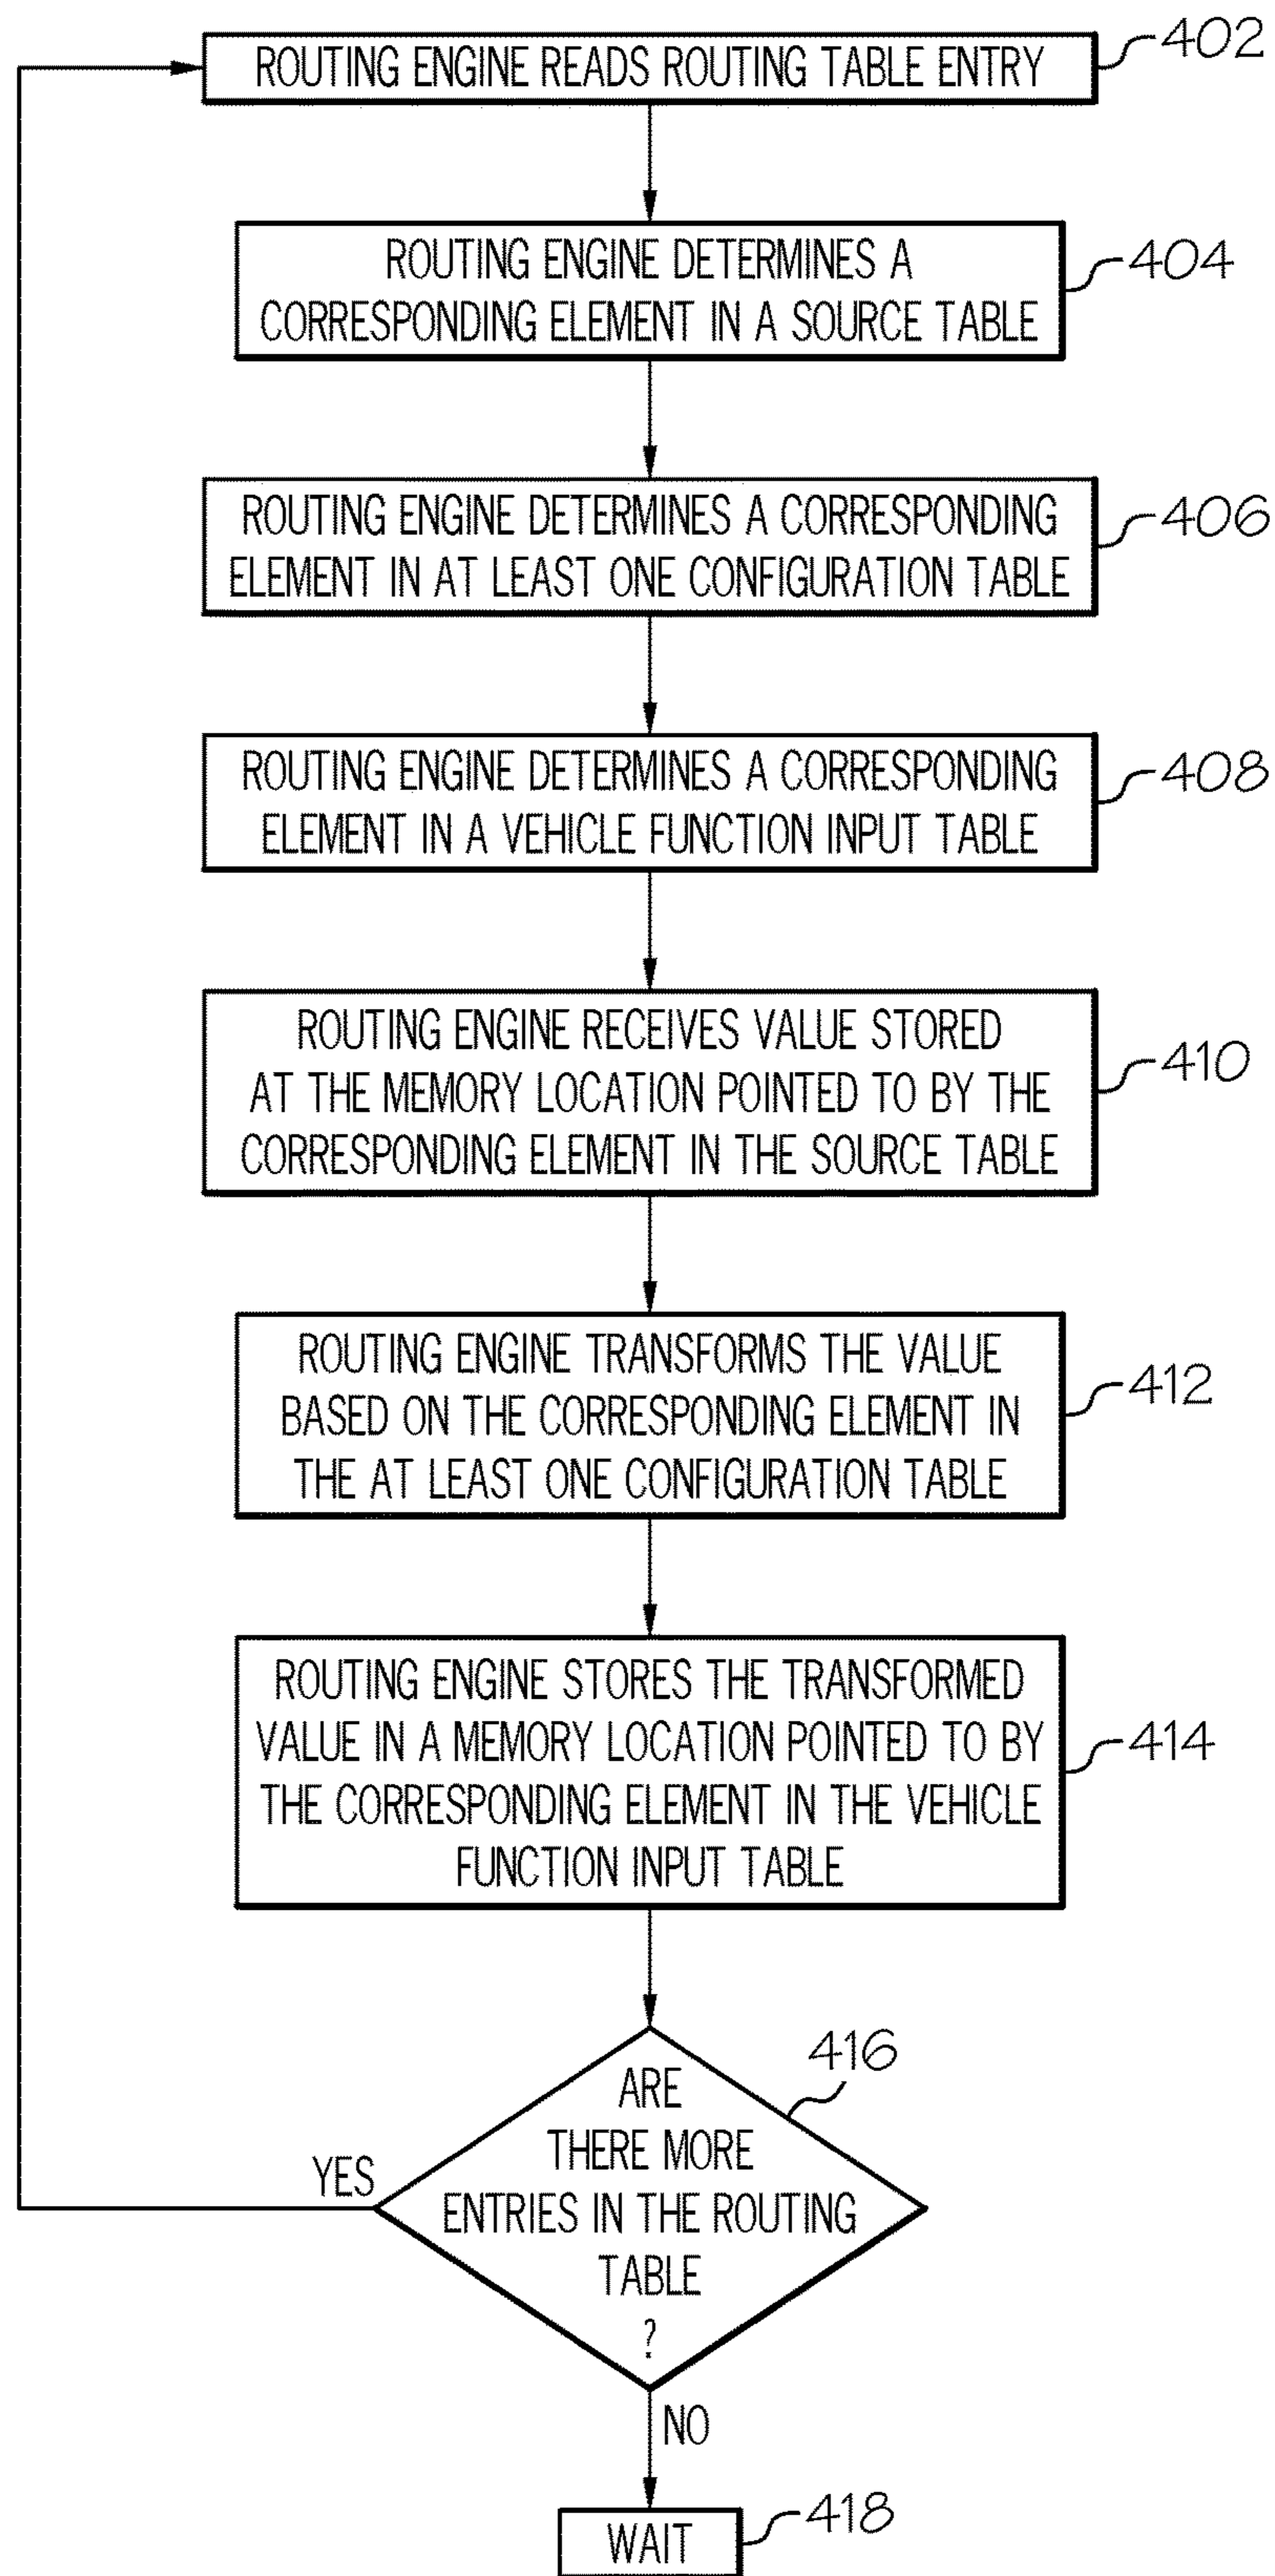 ROUTING ENGINE READS ROUTING TABLE ENTRY
402
ROUTING ENGINE DETERMINES A
CORRESPONDING ELEMENT IN A SOURCE TABLE
404
ROUTING ENGINE DETERMINES A CORRESPONDING
ELEMENT IN AT LEAST ONE CONFIGURATION TABLE
406
ROUTING ENGINE DETERMINES A CORRESPONDING
ELEMENT IN A VEHICLE FUNCTION INPUT TABLE
408
ROUTING ENGINE RECEIVES VALUE STORED
AT THE MEMORY LOCATION POINTED TO BY THE
CORRESPONDING ELEMENT IN THE SOURCE TABLE
410
ROUTING ENGINE TRANSFORMS THE VALUE
BASED ON THE CORRESPONDING ELEMENT IN
THE AT LEAST ONE CONFIGURATION TABLE
412
ROUTING ENGINE STORES THE TRANSFORMED
VALUE IN A MEMORY LOCATION POINTED TO BY
THE CORRESPONDING ELEMENT IN THE VEHICLE
FUNCTION INPUT TABLE
414
416
ARE
THERE MORE
ENTRIES IN THE ROUTING
TABLE
?
YES
NO
WAIT
418